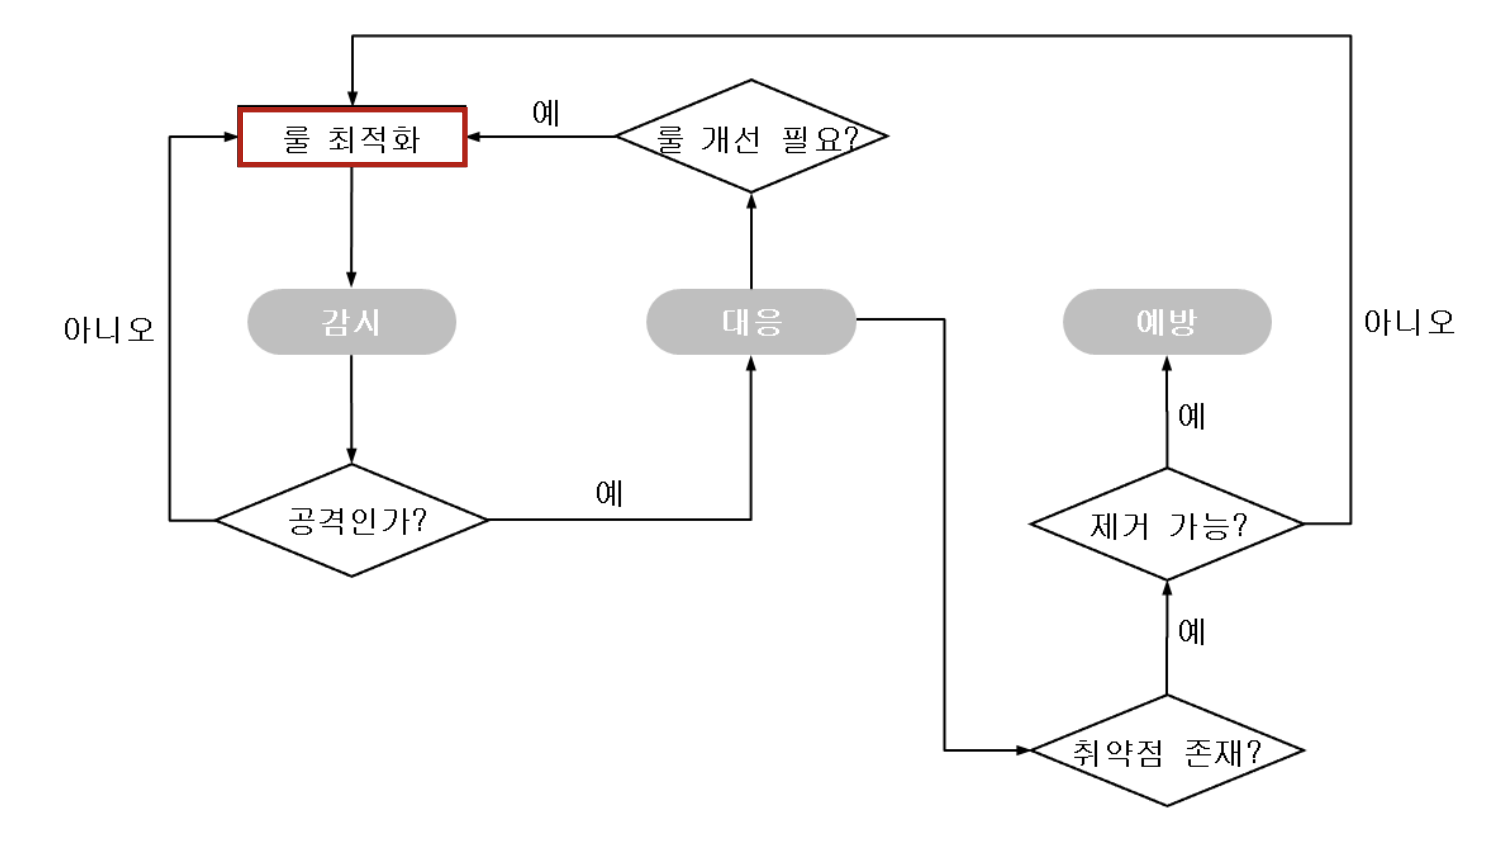 예
룰 최적화
룰 개선 필요?
아니오
감시
대응
예방
아니오
예
예
공격인가?
제거 가능?
예
취약점 존재?